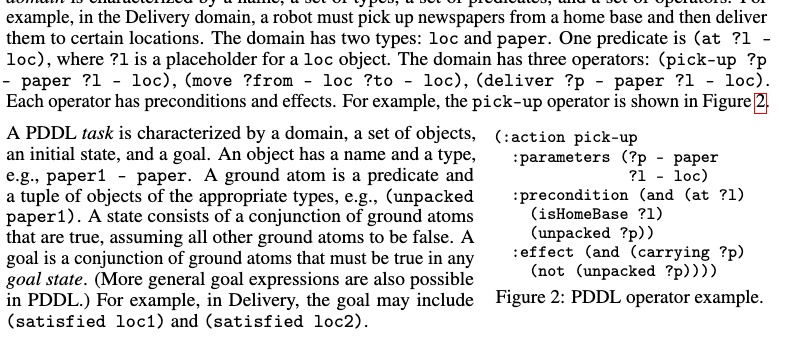 domain is characterized by a name, a set of types, a set of predicates, and a set of operators. For
example, in the Delivery domain, a robot must pick up newspapers from a home base and then deliver
them to certain locations. The domain has two types: loc and paper. One predicate is (at ?l -
loc), where ?l is a placeholder for a loc object. The domain has three operators: (pick-up ?p
- paper ?l - loc), (move ?from - loc ?to - loc), (deliver ?p - paper ?l - loc).
Each operator has preconditions and effects. For example, the pick-up operator is shown in Figure 2.
A PDDL task is characterized by a domain, a set of objects,
an initial state, and a goal. An object has a name and a type,
e.g., paper1 - paper. A ground atom is a predicate and
a tuple of objects of the appropriate types, e.g., (unpacked
paper1). A state consists of a conjunction of ground atoms
that are true, assuming all other ground atoms to be false. A
goal is a conjunction of ground atoms that must be true in any
goal state. (More general goal expressions are also possible
in PDDL.) For example, in Delivery, the goal may include
(satisfied loc1) and (satisfied loc2).
(:action pick-up
:parameters (?p - paper
?l - loc)
:precondition (and (at ?l)
(isHomeBase ?l)
(unpacked ?p))
:effect (and (carrying ?p)
(not (unpacked ?p))))
Figure 2: PDDL operator example.